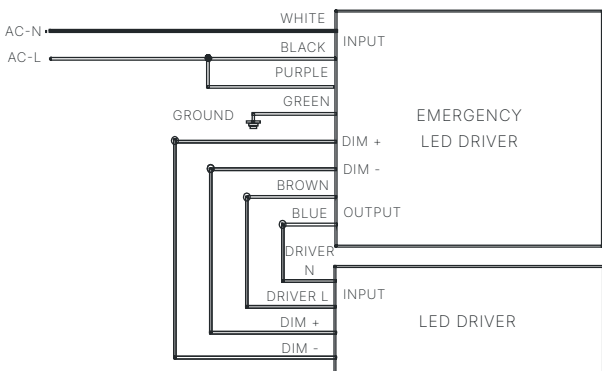 WHITE
AC-N
INPUT
BLACK
AC-L
PURPLE
GREEN
GROUND
EMERGENCY
LED DRIVER
DIM +
DIM -
BROWN
BLUE
OUTPUT
DRIVER
N
DRIVER L
INPUT
DIM +
LED DRIVER
DIM -